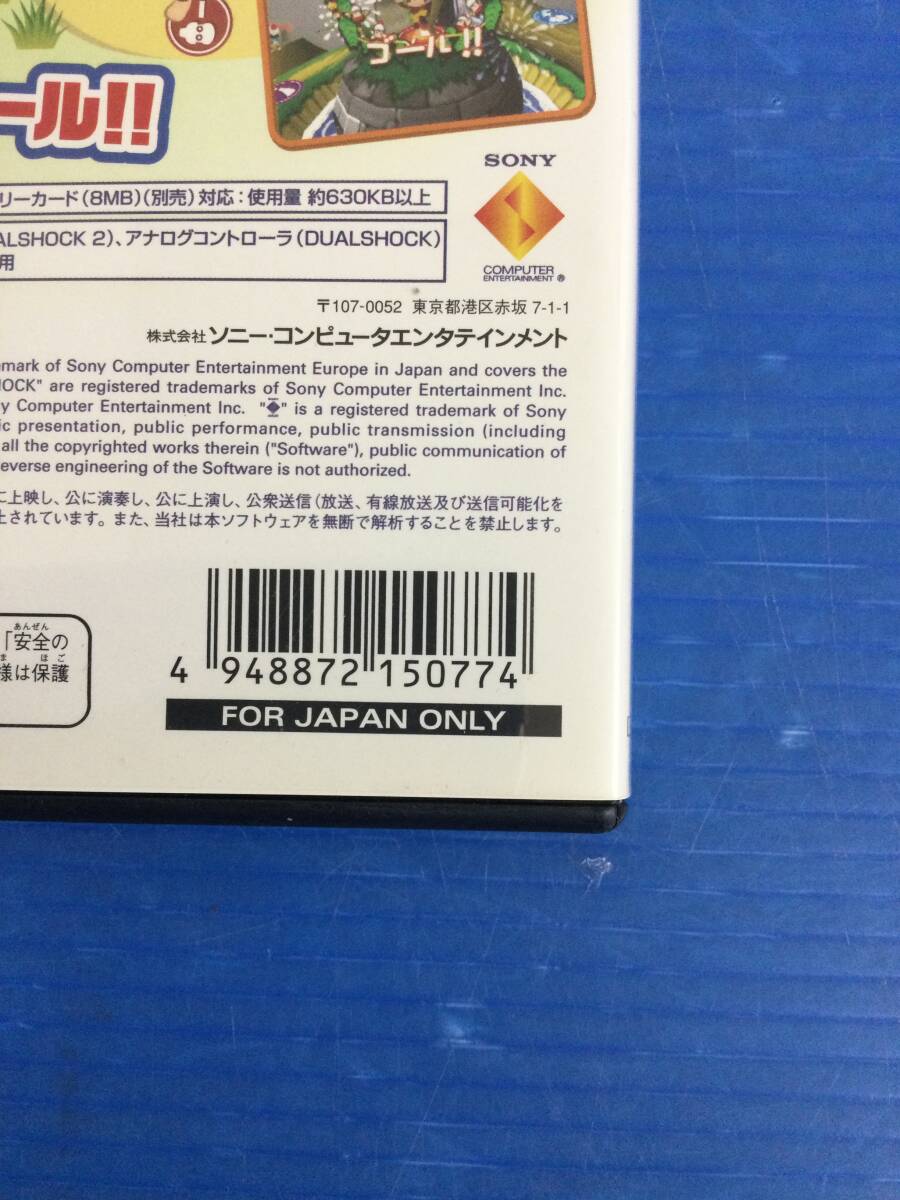 ゴール!!
ール!!
SONY
リーカード(8MB)(別売)対応:使用量 約630KB以上
ALSHOCK 2)、アナログコントローラ(DUALSHOCK)
用
COMPUTER
ENTERTAINMENT ®
〒107-0052 東京都港区赤坂 7-1-1
株式会社 ソニー・コンピュータエンタテインメント
emark of Sony Computer Entertainment Europe in Japan and covers the
HOCK" are registered trademarks of Sony Computer Entertainment Inc.
y Computer Entertainment Inc. " " is a registered trademark of Sony
ic presentation, public performance, public transmission (including
all the copyrighted works therein ("Software"), public communication of
everse engineering of the Software is not authorized.
に上映し、公に演奏し、公に上演し、公衆送信(放送、有線放送及び送信可能化を
止されています。また、当社は本ソフトウェアを無断で解析することを禁止します。
あんぜん
「安全の
ま ほご
様は保護
4 948872 150774
FOR JAPAN ONLY